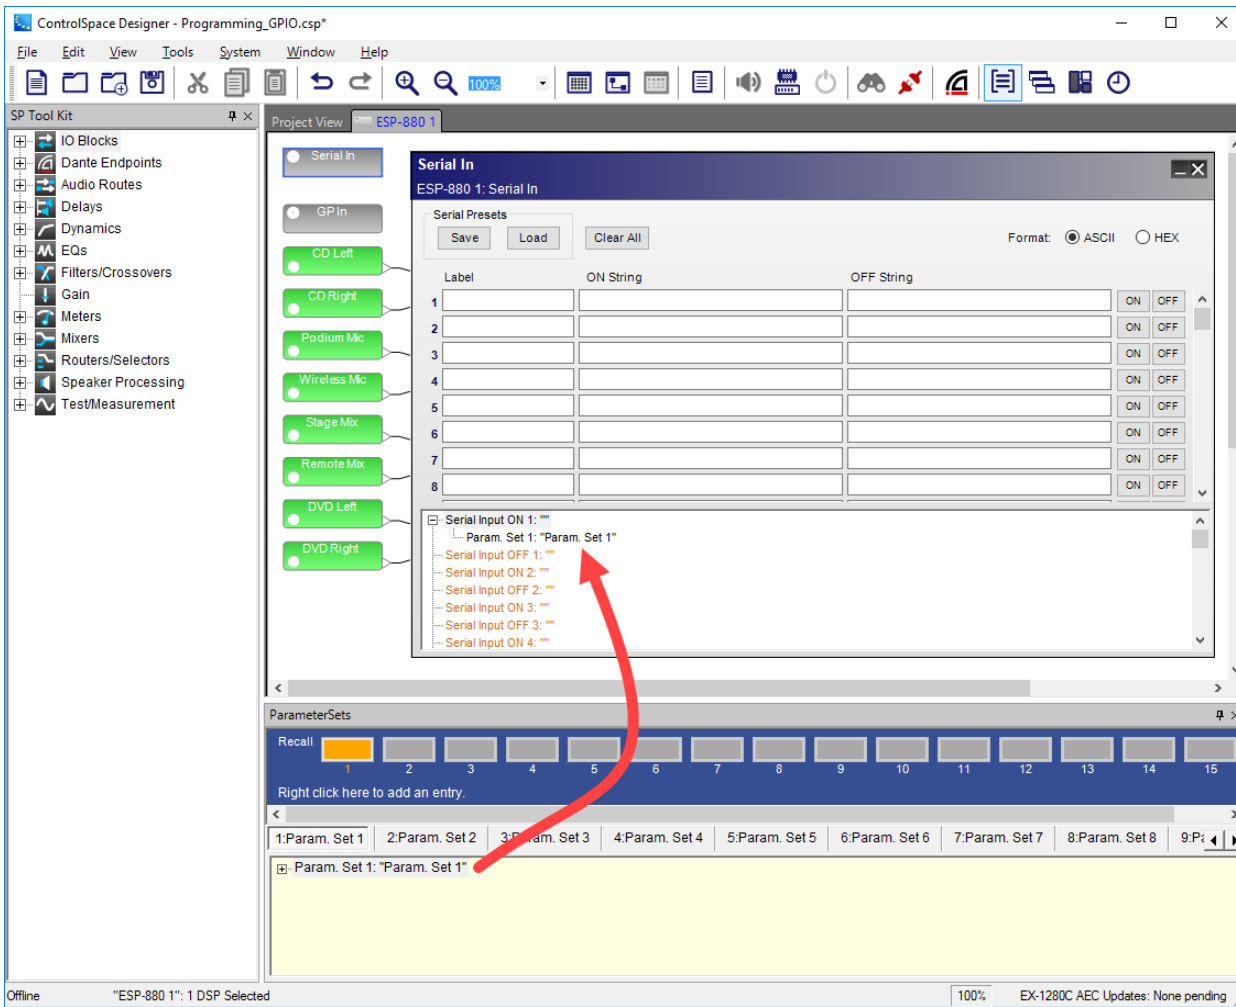 ControlSpace Designer - Programming_GPIO.csp*
File Edit View Tools System Window Help
100%
SP Tool Kit
IO Blocks
Dante Endpoints
Audio Routes
Delays
Dynamics
EQs
Filters/Crossovers
Gain
Meters
Mixers
Routers/Selectors
Speaker Processing
Test/Measurement
Project View ESP-880 1
Serial In
GP In
CD Left
CD Right
Podium Mic
Wireless Mic
Stage Mix
Remote Mix
DVD Left
DVD Right
Serial In
ESP-880 1: Serial In
Serial Presets
Save Load Clear All Format: ASCII HEX
Label ON String OFF String
1 ON OFF
2 ON OFF
3 ON OFF
4 ON OFF
5 ON OFF
6 ON OFF
7 ON OFF
8 ON OFF
Serial Input ON 1: ""
Param. Set 1: "Param. Set 1"
Serial Input OFF 1: ""
Serial Input ON 2: ""
Serial Input OFF 2: ""
Serial Input ON 3: ""
Serial Input OFF 3: ""
Serial Input ON 4: ""
ParameterSets
Recall
1 2 3 4 5 6 7 8 9 10 11 12 13 14 15
Right click here to add an entry.
1:Param. Set 1 2:Param. Set 2 3:Param. Set 3 4:Param. Set 4 5:Param. Set 5 6:Param. Set 6 7:Param. Set 7 8:Param. Set 8 9:Pa
Param. Set 1: "Param. Set 1"
Offline "ESP-880 1": 1 DSP Selected 100% EX-1280C AEC Updates: None pending